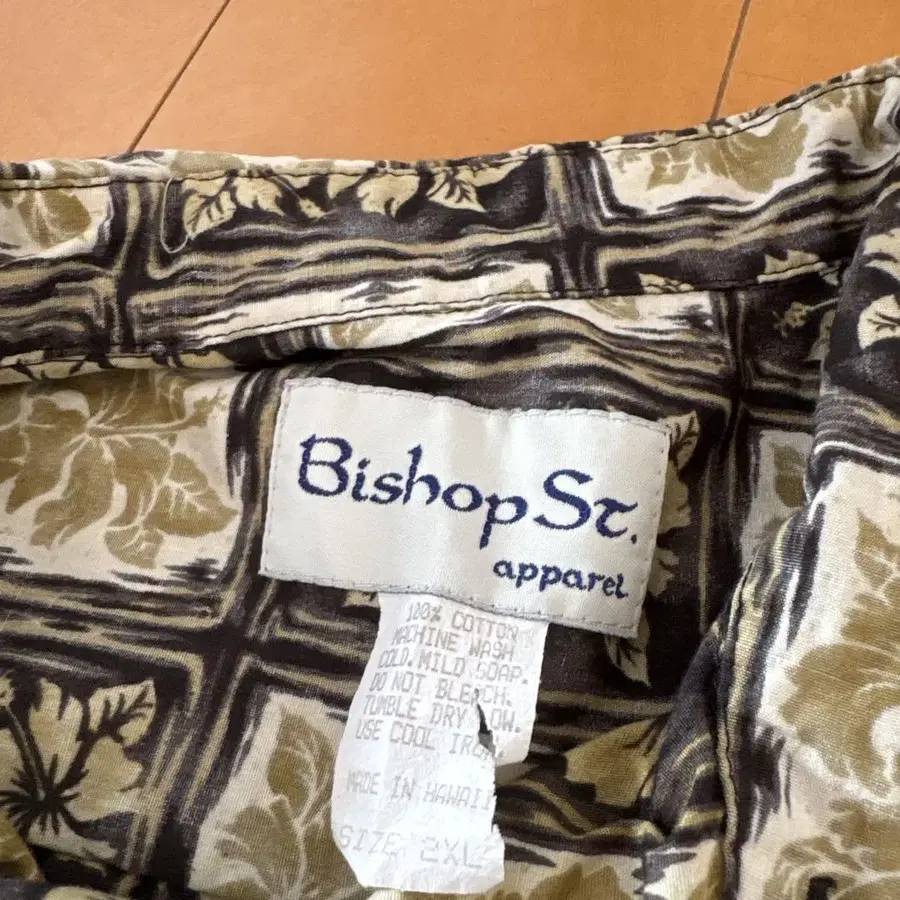 Bishop St.
apparel
100% COTTON
MACHINE WASH
COLD. MILD SOAP.
DO NOT BLEACH.
TUMBLE DRY LOW.
USE COOL IRON.
MADE IN HAWAII
SIZE 2XL